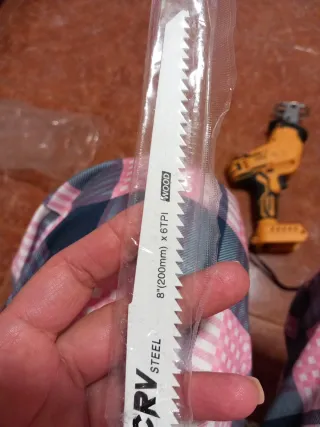 WOOD
8"(200mm) x 6TPI
CRV STEEL